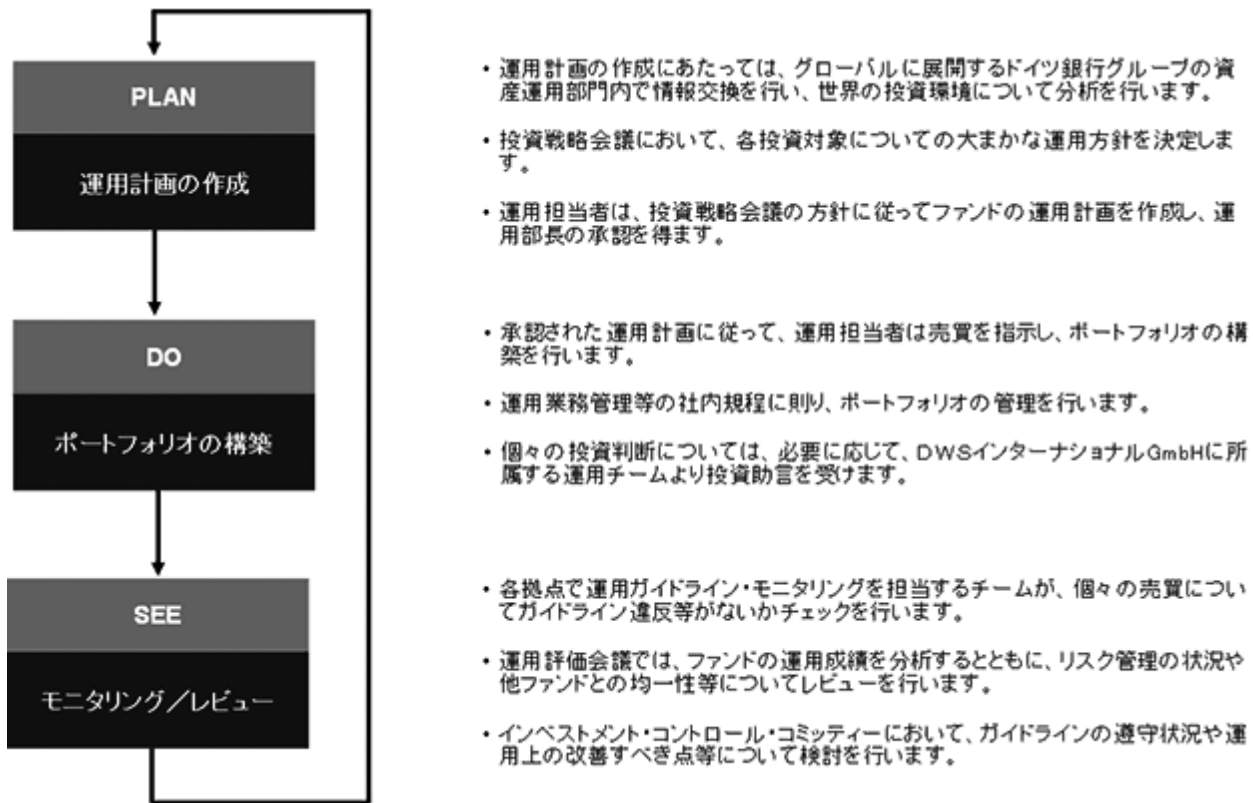 PLAN
運用計画の作成
・運用計画の作成にあたっては、グローバルに展開するドイツ銀行グループの資
産運用部門内で情報交換を行い、世界の投資環境について分析を行います。
・投資戦略会議において、各投資対象についての大まかな運用方針を決定しま
す。
・運用担当者は、投資戦略会議の方針に従ってファンドの運用計画を作成し、運
用部長の承認を得ます。
DO
ポートフォリオの構築
・承認された運用計画に従って、運用担当者は売買を指示し、ポートフォリオの構
築を行います。
・運用業務管理等の社内規程に則り、ポートフォリオの管理を行います。
・個々の投資判断については、必要に応じて、DWSインターナショナルGmbHに所
属する運用チームより投資助言を受けます。
SEE
モニタリング／レビュー
・各拠点で運用ガイドライン・モニタリングを担当するチームが、個々の売買につい
てガイドライン違反等がないかチェックを行います。
・運用評価会議では、ファンドの運用成績を分析するとともに、リスク管理の状況や
他ファンドとの均一性等についてレビューを行います。
・インベストメント・コントロール・コミッティーにおいて、ガイドラインの遵守状況や運
用上の改善すべき点等について検討を行います。